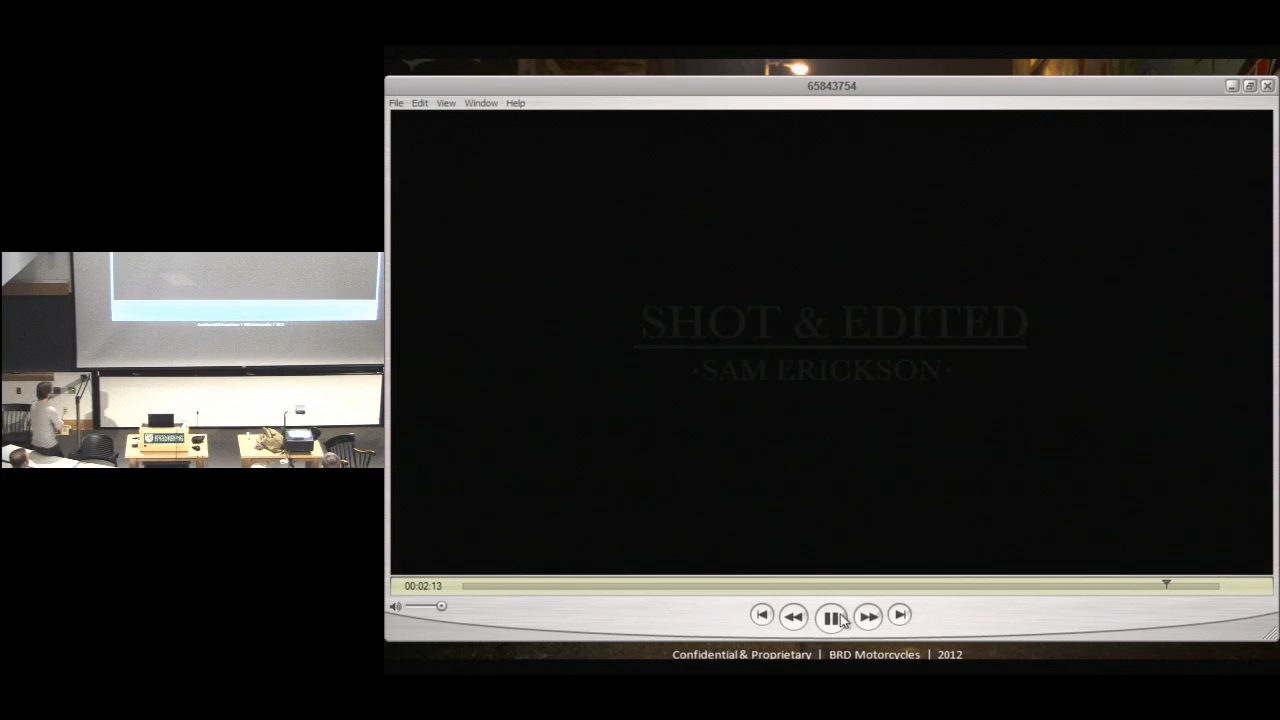 65843754
File Edit View Window Help
SHOT & EDITED
·SAM ERICKSON·
00:02:13
Confidential & Proprietary | BRD Motorcycles | 2012